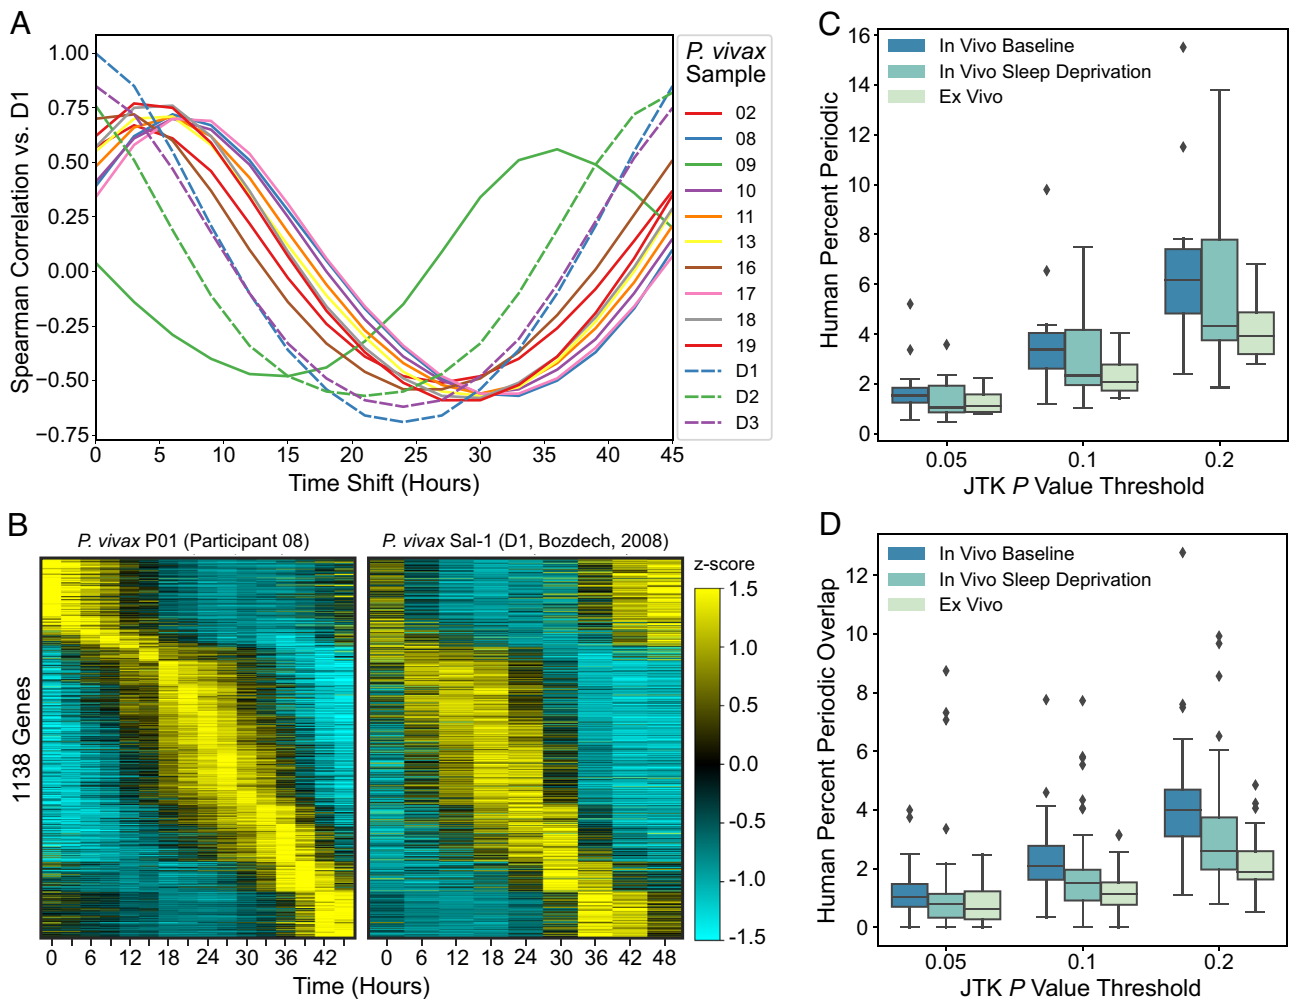 A
Spearman Correlation vs. D1
1.00
0.75
0.50
0.25
0.00
−0.25
−0.50
−0.75
0 5 10 15 20 25 30 35 40 45
Time Shift (Hours)
P. vivax
Sample
02
08
09
10
11
13
16
17
18
19
D1
D2
D3
B
P. vivax P01 (Participant 08)
P. vivax Sal-1 (D1, Bozdech, 2008)
1138 Genes
0 6 12 18 24 30 36 42
0 6 12 18 24 30 36 42 48
Time (Hours)
z-score
1.5
1.0
0.5
0.0
-0.5
-1.0
-1.5
C
Human Percent Periodic
16
14
12
10
8
6
4
2
0
In Vivo Baseline
In Vivo Sleep Deprivation
Ex Vivo
0.05 0.1 0.2
JTK P Value Threshold
D
Human Percent Periodic Overlap
12
10
8
6
4
2
0
In Vivo Baseline
In Vivo Sleep Deprivation
Ex Vivo
0.05 0.1 0.2
JTK P Value Threshold